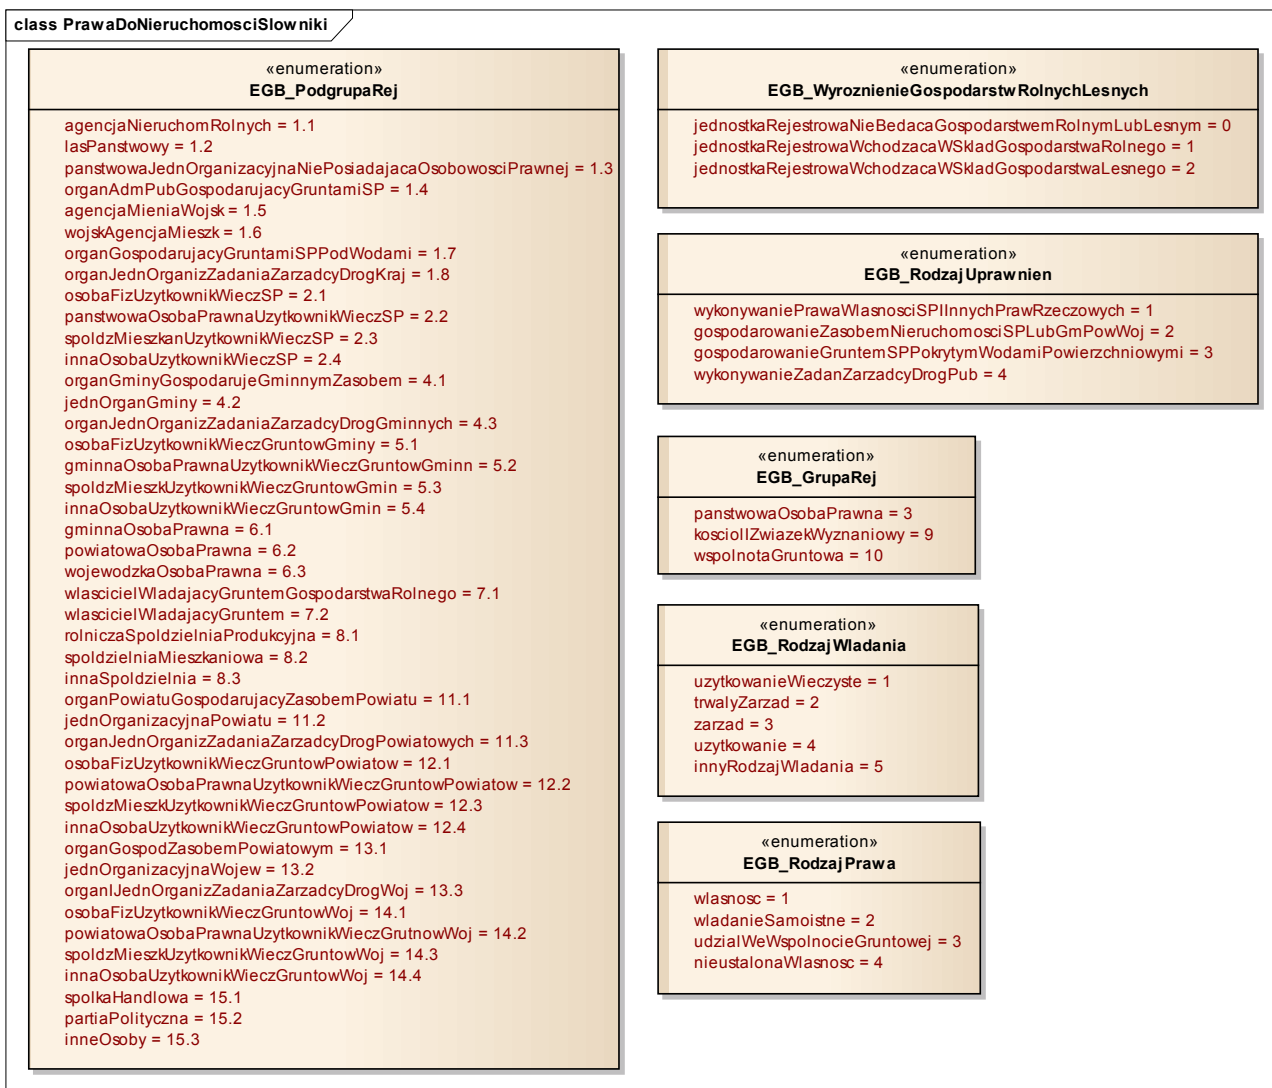 class PrawaDoNieruchomosciSlowniki
«enumeration»
EGB_PodgrupaRej
agencjaNieruchomRolnych = 1.1
lasPanstwowy = 1.2
panstwowaJednOrganizacyjnaNiePosiadajacaOsobowosciPrawnej = 1.3
organAdmPubGospodarujacyGruntamiSP = 1.4
agencjaMieniaWojsk = 1.5
wojskAgencjaMieszk = 1.6
organGospodarujacyGruntamiSPPodWodami = 1.7
organJednOrganizZadaniaZarzadcyDrogKraj = 1.8
osobaFizUzytkownikWieczSP = 2.1
panstwowaOsobaPrawnaUzytkownikWieczSP = 2.2
spoldzMieszkanUzytkownikWieczSP = 2.3
innaOsobaUzytkownikWieczSP = 2.4
organGminyGospodarujeGminnymZasobem = 4.1
jednOrganGminy = 4.2
organJednOrganizZadaniaZarzadcyDrogGminnych = 4.3
osobaFizUzytkownikWieczGruntowGminy = 5.1
gminnaOsobaPrawnaUzytkownikWieczGruntowGminn = 5.2
spoldzMieszkUzytkownikWieczGruntowGmin = 5.3
innaOsobaUzytkownikWieczGruntowGmin = 5.4
gminnaOsobaPrawna = 6.1
powiatowaOsobaPrawna = 6.2
wojewodzkaOsobaPrawna = 6.3
wlascicielWladajacyGruntemGospodarstwaRolnego = 7.1
wlascicielWladajacyGruntem = 7.2
rolniczaSpoldzielniaProdukcyjna = 8.1
spoldzielniaMieszkaniowa = 8.2
innaSpoldzielnia = 8.3
organPowiatuGospodarujacyZasobemPowiatu = 11.1
jednOrganizacyjnaPowiatu = 11.2
organJednOrganizZadaniaZarzadcyDrogPowiatowych = 11.3
osobaFizUzytkownikWieczGruntowPowiatow = 12.1
powiatowaOsobaPrawnaUzytkownikWieczGruntowPowiatow = 12.2
spoldzMieszkUzytkownikWieczGruntowPowiatow = 12.3
innaOsobaUzytkownikWieczGruntowPowiatow = 12.4
organGospodZasobemPowiatowym = 13.1
jednOrganizacyjnaWojew = 13.2
organIJednOrganizZadaniaZarzadcyDrogWoj = 13.3
osobaFizUzytkownikWieczGruntowWoj = 14.1
powiatowaOsobaPrawnaUzytkownikWieczGrutnowWoj = 14.2
spoldzMieszkUzytkownikWieczGruntowWoj = 14.3
innaOsobaUzytkownikWieczGruntowWoj = 14.4
spolkaHandlowa = 15.1
partiaPolityczna = 15.2
inneOsoby = 15.3
«enumeration»
EGB_WyroznienieGospodarstwRolnychLesnych
jednostkaRejestrowaNieBedacaGospodarstwemRolnymLubLesnym = 0
jednostkaRejestrowaWchodzacaWSkladGospodarstwaRolnego = 1
jednostkaRejestrowaWchodzacaWSkladGospodarstwaLesnego = 2
«enumeration»
EGB_RodzajUprawnien
wykonywaniePrawaWlasnosciSPIInnychPrawRzeczowych = 1
gospodarowanieZasobemNieruchomosciSPLubGmPowWoj = 2
gospodarowanieGruntemSPPokrytymWodamiPowierzchniowymi = 3
wykonywanieZadanZarzadcyDrogPub = 4
«enumeration»
EGB_GrupaRej
panstwowaOsobaPrawna = 3
kosciolIZwiazekWyznaniowy = 9
wspolnotaGruntowa = 10
«enumeration»
EGB_RodzajWladania
uzytkowanieWieczyste = 1
trwalyZarzad = 2
zarzad = 3
uzytkowanie = 4
innyRodzajWladania = 5
«enumeration»
EGB_RodzajPrawa
wlasnosc = 1
wladanieSamoistne = 2
udzialWeWspolnocieGruntowej = 3
nieustalonaWlasnosc = 4